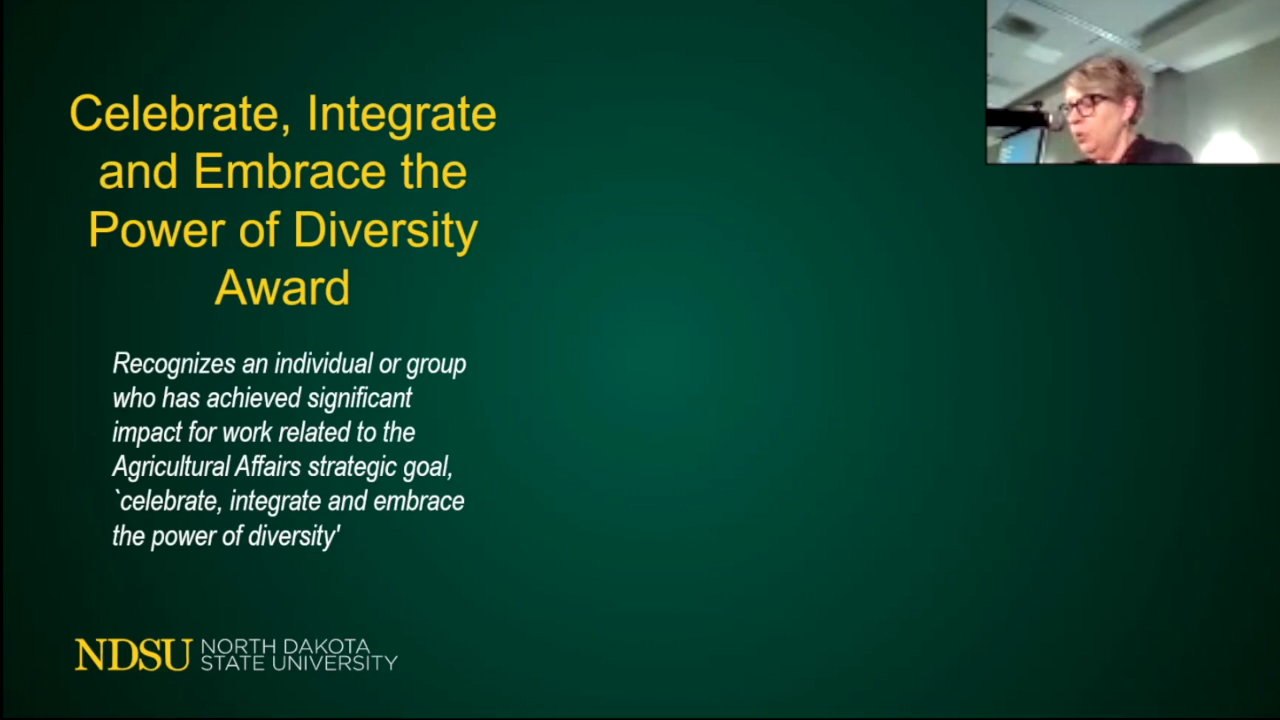 Celebrate, Integrate
and Embrace the
Power of Diversity
Award
Recognizes an individual or group
who has achieved significant
impact for work related to the
Agricultural Affairs strategic goal,
`celebrate, integrate and embrace
the power of diversity'
NDSU NORTH DAKOTA
STATE UNIVERSITY